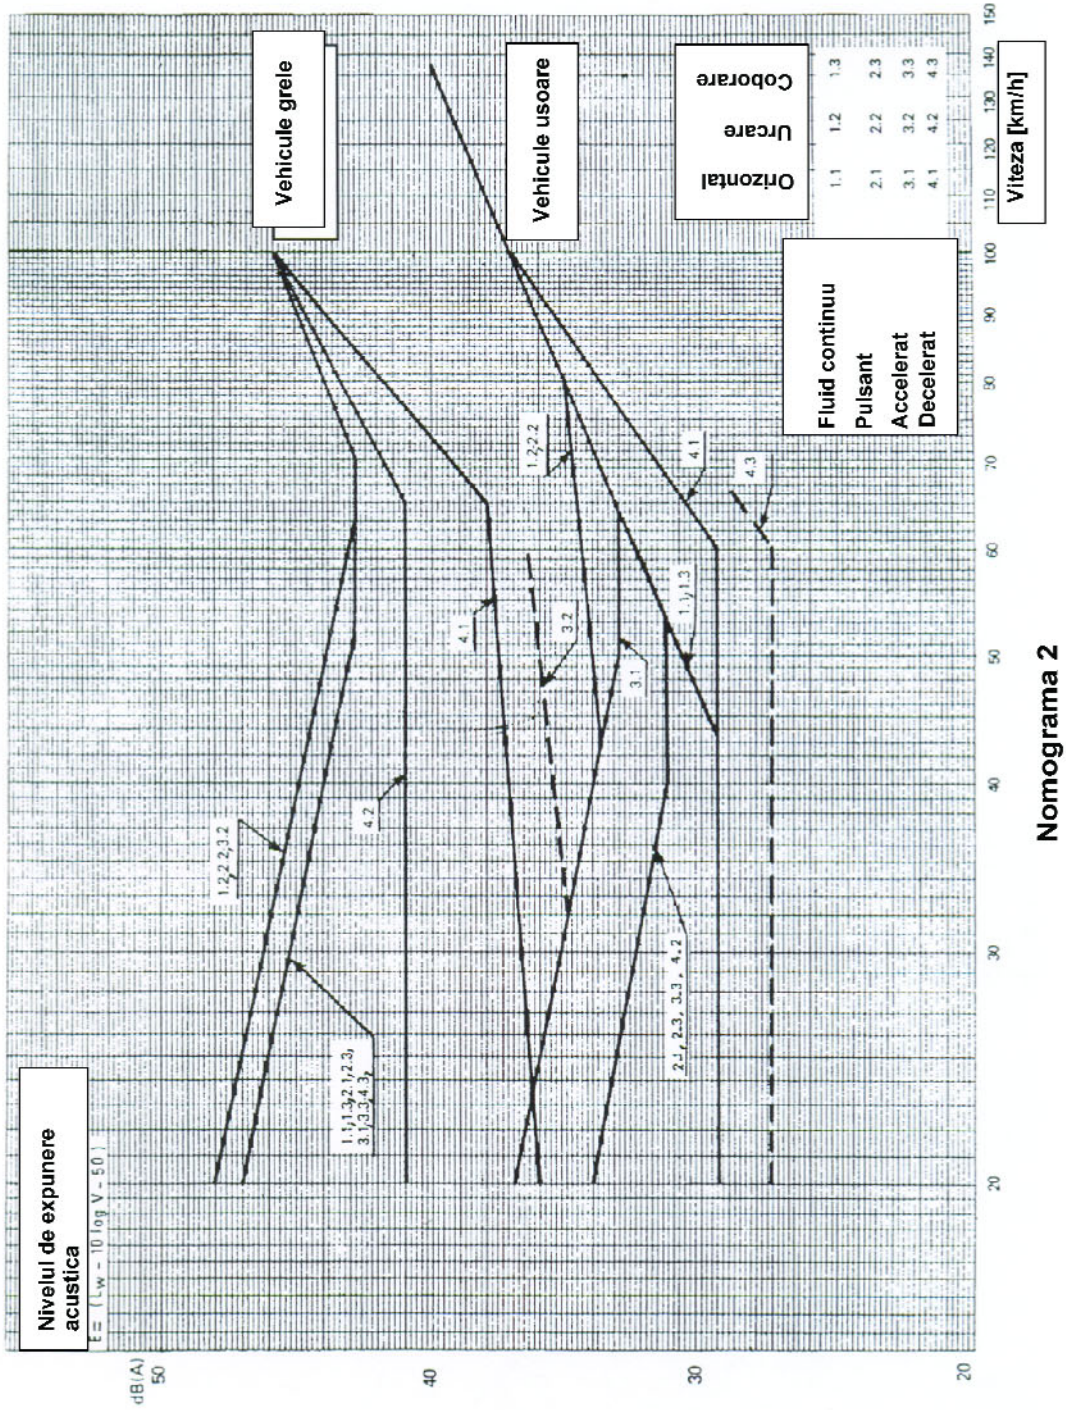 Nivelul de expunere
acustica
E = (Lw - 10 log V - 50)
dB(A)
50
40
30
20
Vehicule grele
Vehicule usoare
1.2, 2.2, 3.2
1.1, 1.3, 2.1, 2.3,
3.1, 3.3, 4.3,
4.2
4.1
3.2
1.2, 2.2
3.1
1.1, 1.3
2.1, 2.3, 3.3, 4.2
4.1
4.3
Orizontal Urcare Coborare
Fluid continuu 1.1 1.2 1.3
Pulsant 2.1 2.2 2.3
Accelerat 3.1 3.2 3.3
Decelerat 4.1 4.2 4.3
20 30 40 50 60 70 80 90 100 110 120 130 140 150
Viteza [km/h]
Nomograma 2